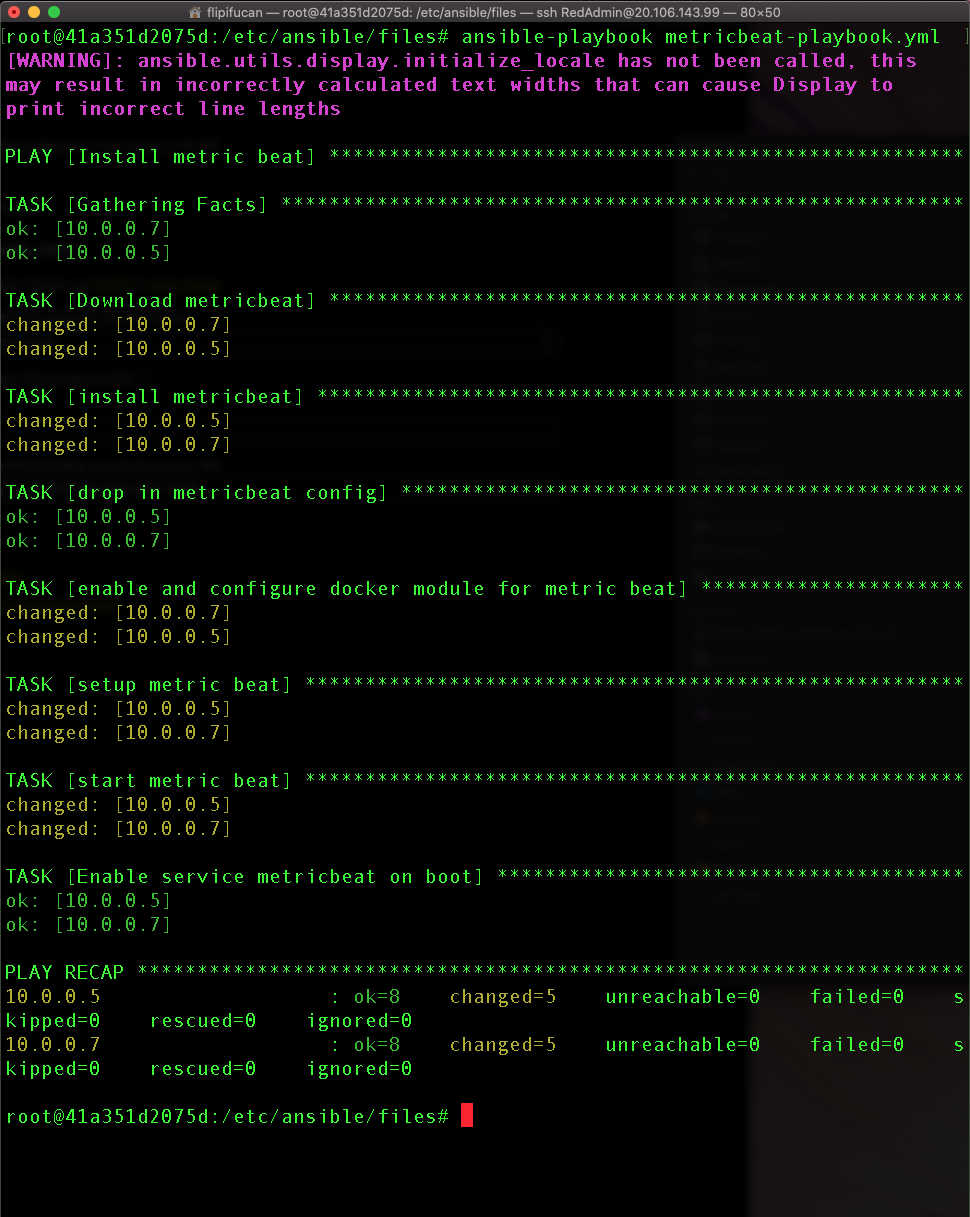 flipifucan — root@41a351d2075d: /etc/ansible/files — ssh RedAdmin@20.106.143.99 — 80×50
[root@41a351d2075d:/etc/ansible/files# ansible-playbook metricbeat-playbook.yml ]
[WARNING]: ansible.utils.display.initialize_locale has not been called, this
may result in incorrectly calculated text widths that can cause Display to
print incorrect line lengths
PLAY [Install metric beat] *****************************************************
TASK [Gathering Facts] *********************************************************
ok: [10.0.0.7]
ok: [10.0.0.5]
TASK [Download metricbeat] *****************************************************
changed: [10.0.0.7]
changed: [10.0.0.5]
TASK [install metricbeat] ******************************************************
changed: [10.0.0.5]
changed: [10.0.0.7]
TASK [drop in metricbeat config] ***********************************************
ok: [10.0.0.5]
ok: [10.0.0.7]
TASK [enable and configure docker module for metric beat] **********************
changed: [10.0.0.7]
changed: [10.0.0.5]
TASK [setup metric beat] *******************************************************
changed: [10.0.0.5]
changed: [10.0.0.7]
TASK [start metric beat] *******************************************************
changed: [10.0.0.5]
changed: [10.0.0.7]
TASK [Enable service metricbeat on boot] ***************************************
ok: [10.0.0.5]
ok: [10.0.0.7]
PLAY RECAP *********************************************************************
10.0.0.5                   : ok=8    changed=5    unreachable=0    failed=0    s
kipped=0    rescued=0    ignored=0
10.0.0.7                   : ok=8    changed=5    unreachable=0    failed=0    s
kipped=0    rescued=0    ignored=0
root@41a351d2075d:/etc/ansible/files#